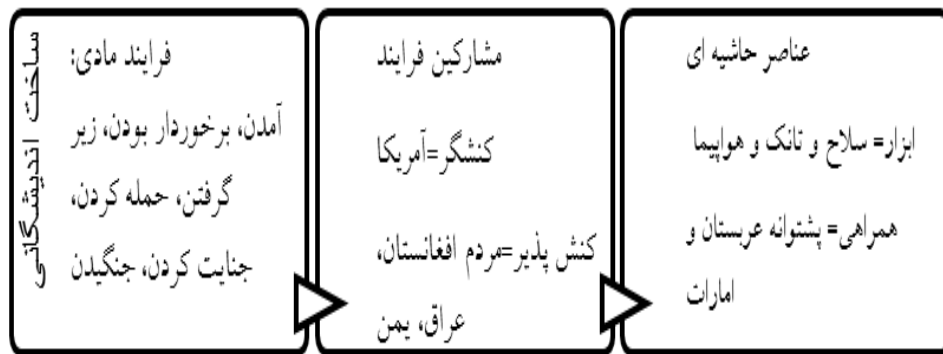 ساخت اندیشگانی
فرایند مادی:
آمدن، برخوردار بودن، زیر
گرفتن، حمله کردن،
جنایت کردن، جنگیدن
مشارکین فرایند
کنشگر=آمریکا
کنش پذیر=مردم افغانستان،
عراق، یمن
عناصر حاشیه ای
ابزار= سلاح و تانک و هواپیما
همراهی= پشتوانه عربستان و
امارات